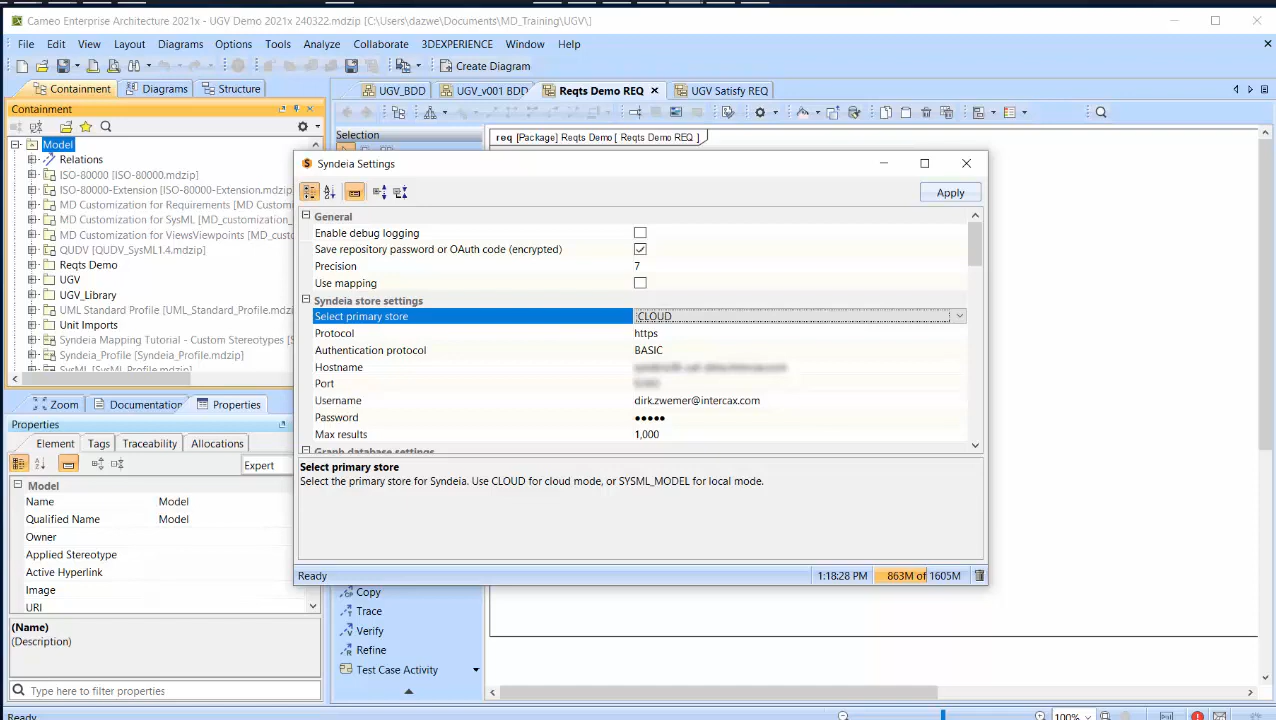 Cameo Enterprise Architecture 2021x - UGV Demo 2021x 240322.mdzip [C:\Users\dazwe\Documents\MD_Training\UGV\]
File Edit View Layout Diagrams Options Tools Analyze Collaborate 3DEXPERIENCE Window Help
Create Diagram
Containment Diagrams Structure
UGV_BDD UGV_v001 BDD Reqts Demo REQ UGV Satisfy REQ
Containment
Model
Relations
ISO-80000 [ISO-80000.mdzip]
ISO-80000-Extension [ISO-80000-Extension.mdzip
MD Customization for Requirements [MD_custom
MD Customization for SysML [MD_customization_
MD Customization for ViewsViewpoints [MD_cust
QUDV [QUDV_SysML1.4.mdzip]
Reqts Demo
UGV
UGV_Library
UML Standard Profile [UML_Standard_Profile.mdzi
Unit Imports
Syndeia Mapping Tutorial - Custom Stereotypes [S
Syndeia_Profile [Syndeia_Profile.mdzip]
SysML [SysML Profile.mdzip]
Zoom Documentation Properties
Properties
Element Tags Traceability Allocations
Expert
Model
Name Model
Qualified Name Model
Owner
Applied Stereotype
Active Hyperlink
Image
URI
(Name)
(Description)
Type here to filter properties
Ready
Selection
req [Package] Reqts Demo [ Reqts Demo REQ ]
Syndeia Settings
Apply
General
Enable debug logging
Save repository password or OAuth code (encrypted)
Precision 7
Use mapping
Syndeia store settings
Select primary store CLOUD
Protocol https
Authentication protocol BASIC
Hostname
Port
Username dirk.zwemer@intercax.com
Password ●●●●●
Max results 1,000
Graph database settings
Select primary store
Select the primary store for Syndeia. Use CLOUD for cloud mode, or SYSML_MODEL for local mode.
Ready 1:18:28 PM 863M of 1605M
Copy
Trace
Verify
Refine
Test Case Activity
100%